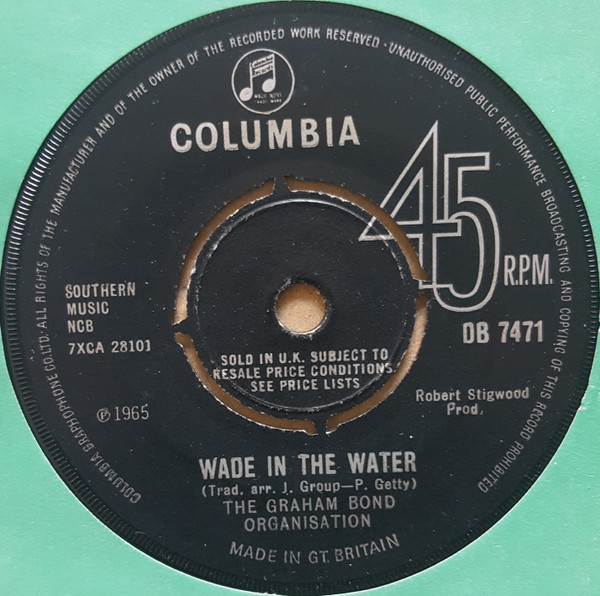 COLUMBIA GRAPHOPHONE CO. LTD. ALL RIGHTS OF THE MANUFACTURER AND OF THE OWNER OF THE RECORDED WORK RESERVED · UNAUTHORISED PUBLIC PERFORMANCE BROADCASTING AND COPYING OF THIS RECORD PROHIBITED
COLUMBIA
45
R.P.M.
SOUTHERN
MUSIC
NCB
7XCA 28101
DB 7471
SOLD IN U.K. SUBJECT TO
RESALE PRICE CONDITIONS.
SEE PRICE LISTS
Robert Stigwood
Prod.
℗ 1965
WADE IN THE WATER
(Trad. arr. J. Group—P. Getty)
THE GRAHAM BOND
ORGANISATION
MADE IN GT. BRITAIN